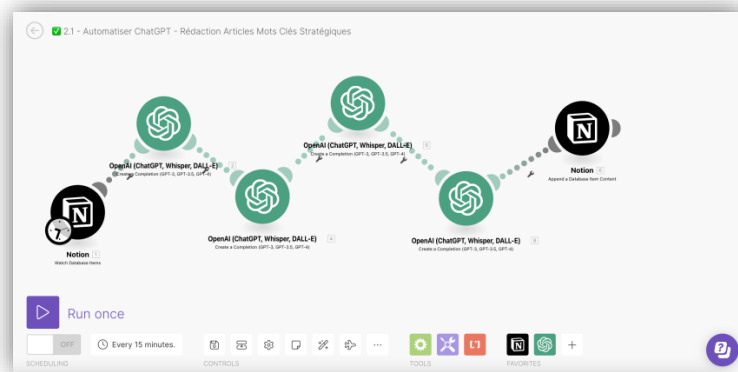 ✅ 2.1 - Automatiser ChatGPT - Rédaction Articles Mots Clés Stratégiques
OpenAI (ChatGPT, Whisper, DALL-E)
Create a Completion (GPT-3, GPT-3.5, GPT-4)
OpenAI (ChatGPT, Whisper, DALL-E)
Create a Completion (GPT-3, GPT-3.5, GPT-4)
Notion
Append a Database Item Content
OpenAI (ChatGPT, Whisper, DALL-E) 4
Create a Completion (GPT-3, GPT-3.5, GPT-4)
OpenAI (ChatGPT, Whisper, DALL-E)
Create a Completion (GPT-3, GPT-3.5, GPT-4)
Notion 1
Watch Database Items
Run once
OFF
Every 15 minutes.
SCHEDULING
CONTROLS
TOOLS
FAVORITES